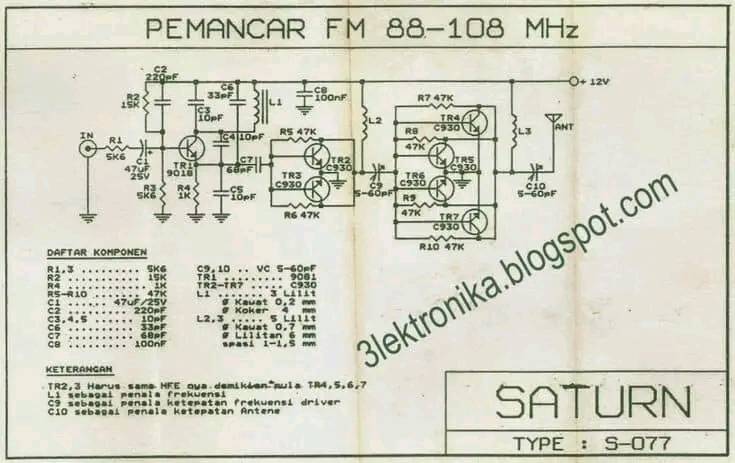 PEMANCAR FM 88-108 MHz
C2
220pF
R2
15K
C3
10pF
C6
33pF
L1
C8
100nF
+ 12V
IN
R1
5K6
C1
47uF
25V
TR1
9018
C4 10pF
C7
68pF
R3
5K6
R4
1K
C5
10pF
R5 47K
TR2
C930
TR3
C930
R6 47K
L2
C9
5-60pF
R7 47K
TR4
C930
R8
47K
TR5
C930
TR6
C930
R9
47K
TR7
C930
R10 47K
L3
ANT
C10
5-60pF
3lektronika.blogspot.com
DAFTAR KOMPONEN
R1,3 ......... 5K6
R2 ........... 15K
R4 ............ 1K
R5-R10 ....... 47K
C1 ...... 47uF/25V
C2 ......... 220pF
C3,4,5 ...... 10pF
C6 .......... 33pF
C7 .......... 68pF
C8 ......... 100nF
C9,10 .. VC 5-60pF
TR1 ......... 9081
TR2-TR7 ..... C930
L1 ....... 3 Lilit
Ø Kawat 0,2 mm
Ø Koker 4 mm
L2,3 ..... 5 Lilit
Ø Kawat 0,7 mm
Ø Lilitan 6 mm
spasi 1-1,5 mm
KETERANGAN
TR2,3 Harus sama HFE nya demikian mula TR4,5,6,7
L1 sebagai penala frekuensi
C9 sebagai penala ketepatan frekuensi driver
C10 sebagai penala ketepatan Antene
SATURN
TYPE : S-077